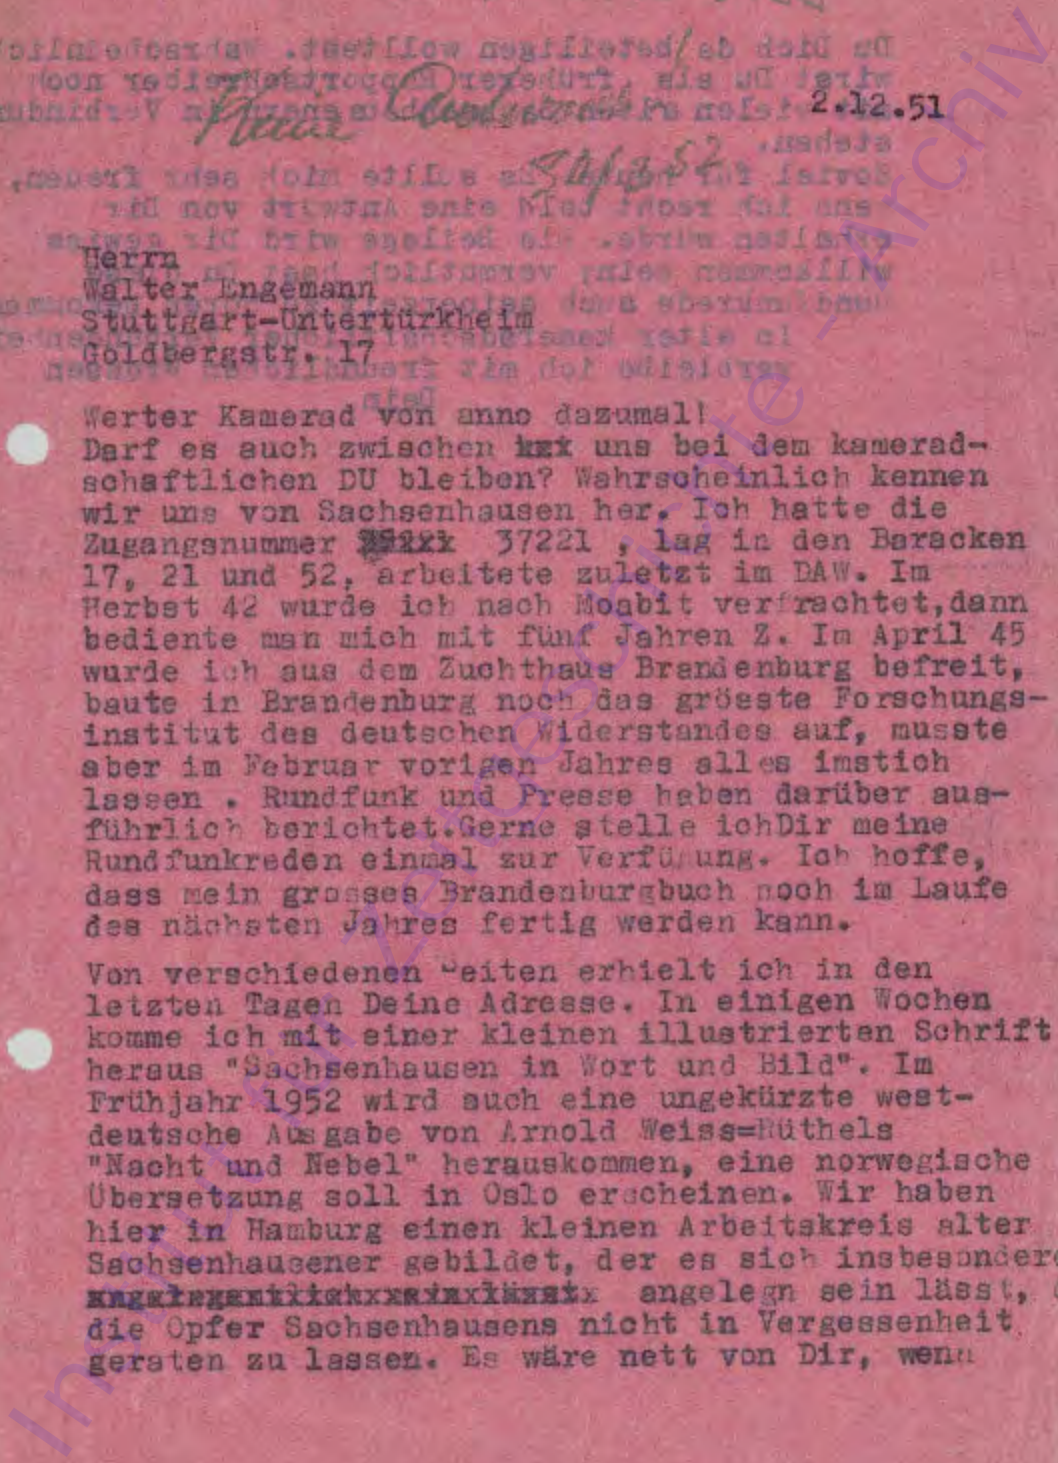 2.12.51
Keine Antwort
30/3 52
Herrn
Walter Engemann
Stuttgart-Untertürkheim
Goldbergstr. 17
Werter Kamerad von anno dazumal!
Darf es auch zwischen uns bei dem kamerad-
schaftlichen DU bleiben? Wahrscheinlich kennen
wir uns von Sachsenhausen her. Ich hatte die
Zugangsnummer 37221 , lag in den Baracken
17, 21 und 52, arbeitete zuletzt im DAW. Im
Herbst 42 wurde ich nach Moabit verfrachtet,dann
bediente man mich mit fünf Jahren Z. Im April 45
wurde ich aus dem Zuchthaus Brandenburg befreit,
baute in Brandenburg noch das grösste Forschungs-
institut des deutschen Widerstandes auf, musste
aber im Februar vorigen Jahres alles imstich
lassen . Rundfunk und Presse haben darüber aus-
führlich berichtet.Gerne stelle ichDir meine
Rundfunkreden einmal zur Verfügung. Ich hoffe,
dass mein grosses Brandenburgbuch noch im Laufe
des nächsten Jahres fertig werden kann.
Von verschiedenen Seiten erhielt ich in den
letzten Tagen Deine Adresse. In einigen Wochen
komme ich mit einer kleinen illustrierten Schrift
heraus "Sachsenhausen in Wort und Bild". Im
Frühjahr 1952 wird auch eine ungekürzte west-
deutsche Ausgabe von Arnold Weiss=Rüthels
"Nacht und Nebel" herauskommen, eine norwegische
Übersetzung soll in Oslo erscheinen. Wir haben
hier in Hamburg einen kleinen Arbeitskreis alter
Sachsenhausener gebildet, der es sich insbesondere
angelegn sein lässt,
die Opfer Sachsenhausens nicht in Vergessenheit
geraten zu lassen. Es wäre nett von Dir, wenn
Institut für Zeitgeschichte - Archiv